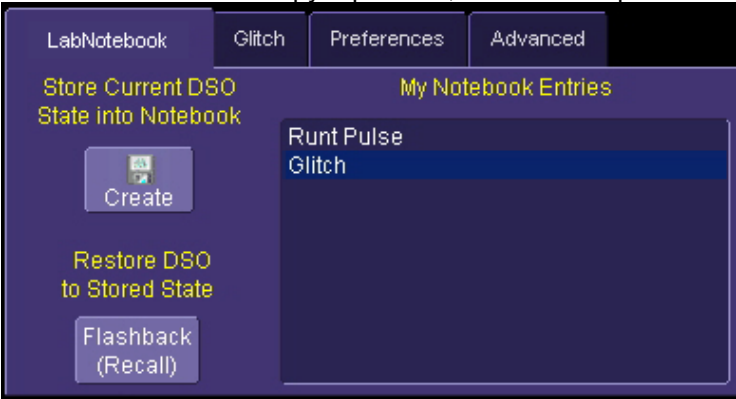 LabNotebook Glitch Preferences Advanced
Store Current DSO
State into Notebook
Create
Restore DSO
to Stored State
Flashback
(Recall)
My Notebook Entries
Runt Pulse
Glitch